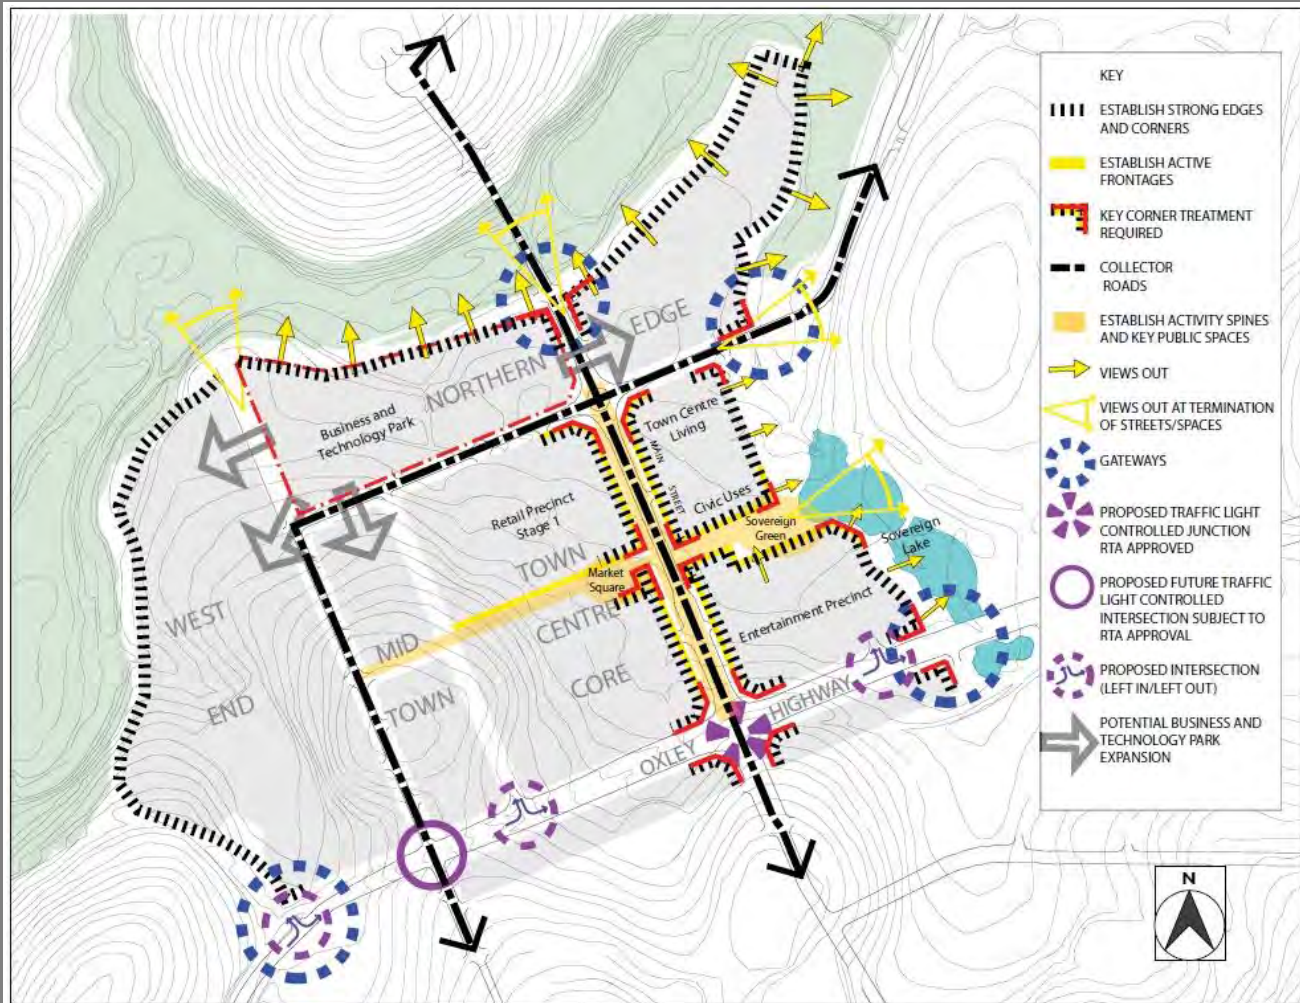 KEY
ESTABLISH STRONG EDGES
AND CORNERS
ESTABLISH ACTIVE
FRONTAGES
KEY CORNER TREATMENT
REQUIRED
COLLECTOR
ROADS
ESTABLISH ACTIVITY SPINES
AND KEY PUBLIC SPACES
VIEWS OUT
VIEWS OUT AT TERMINATION
OF STREETS/SPACES
GATEWAYS
PROPOSED TRAFFIC LIGHT
CONTROLLED JUNCTION
RTA APPROVED
PROPOSED FUTURE TRAFFIC
LIGHT CONTROLLED
INTERSECTION SUBJECT TO
RTA APPROVAL
PROPOSED INTERSECTION
(LEFT IN/LEFT OUT)
POTENTIAL BUSINESS AND
TECHNOLOGY PARK
EXPANSION
N
NORTHERN EDGE
Business and
Technology Park
Town Centre
Living
MAIN STREET
Civic Uses
Retail Precinct
Stage 1
Sovereign
Green
Sovereign
Lake
TOWN
CENTRE
CORE
Market
Square
Entertainment Precinct
WEST
END
MID
TOWN
OXLEY HIGHWAY